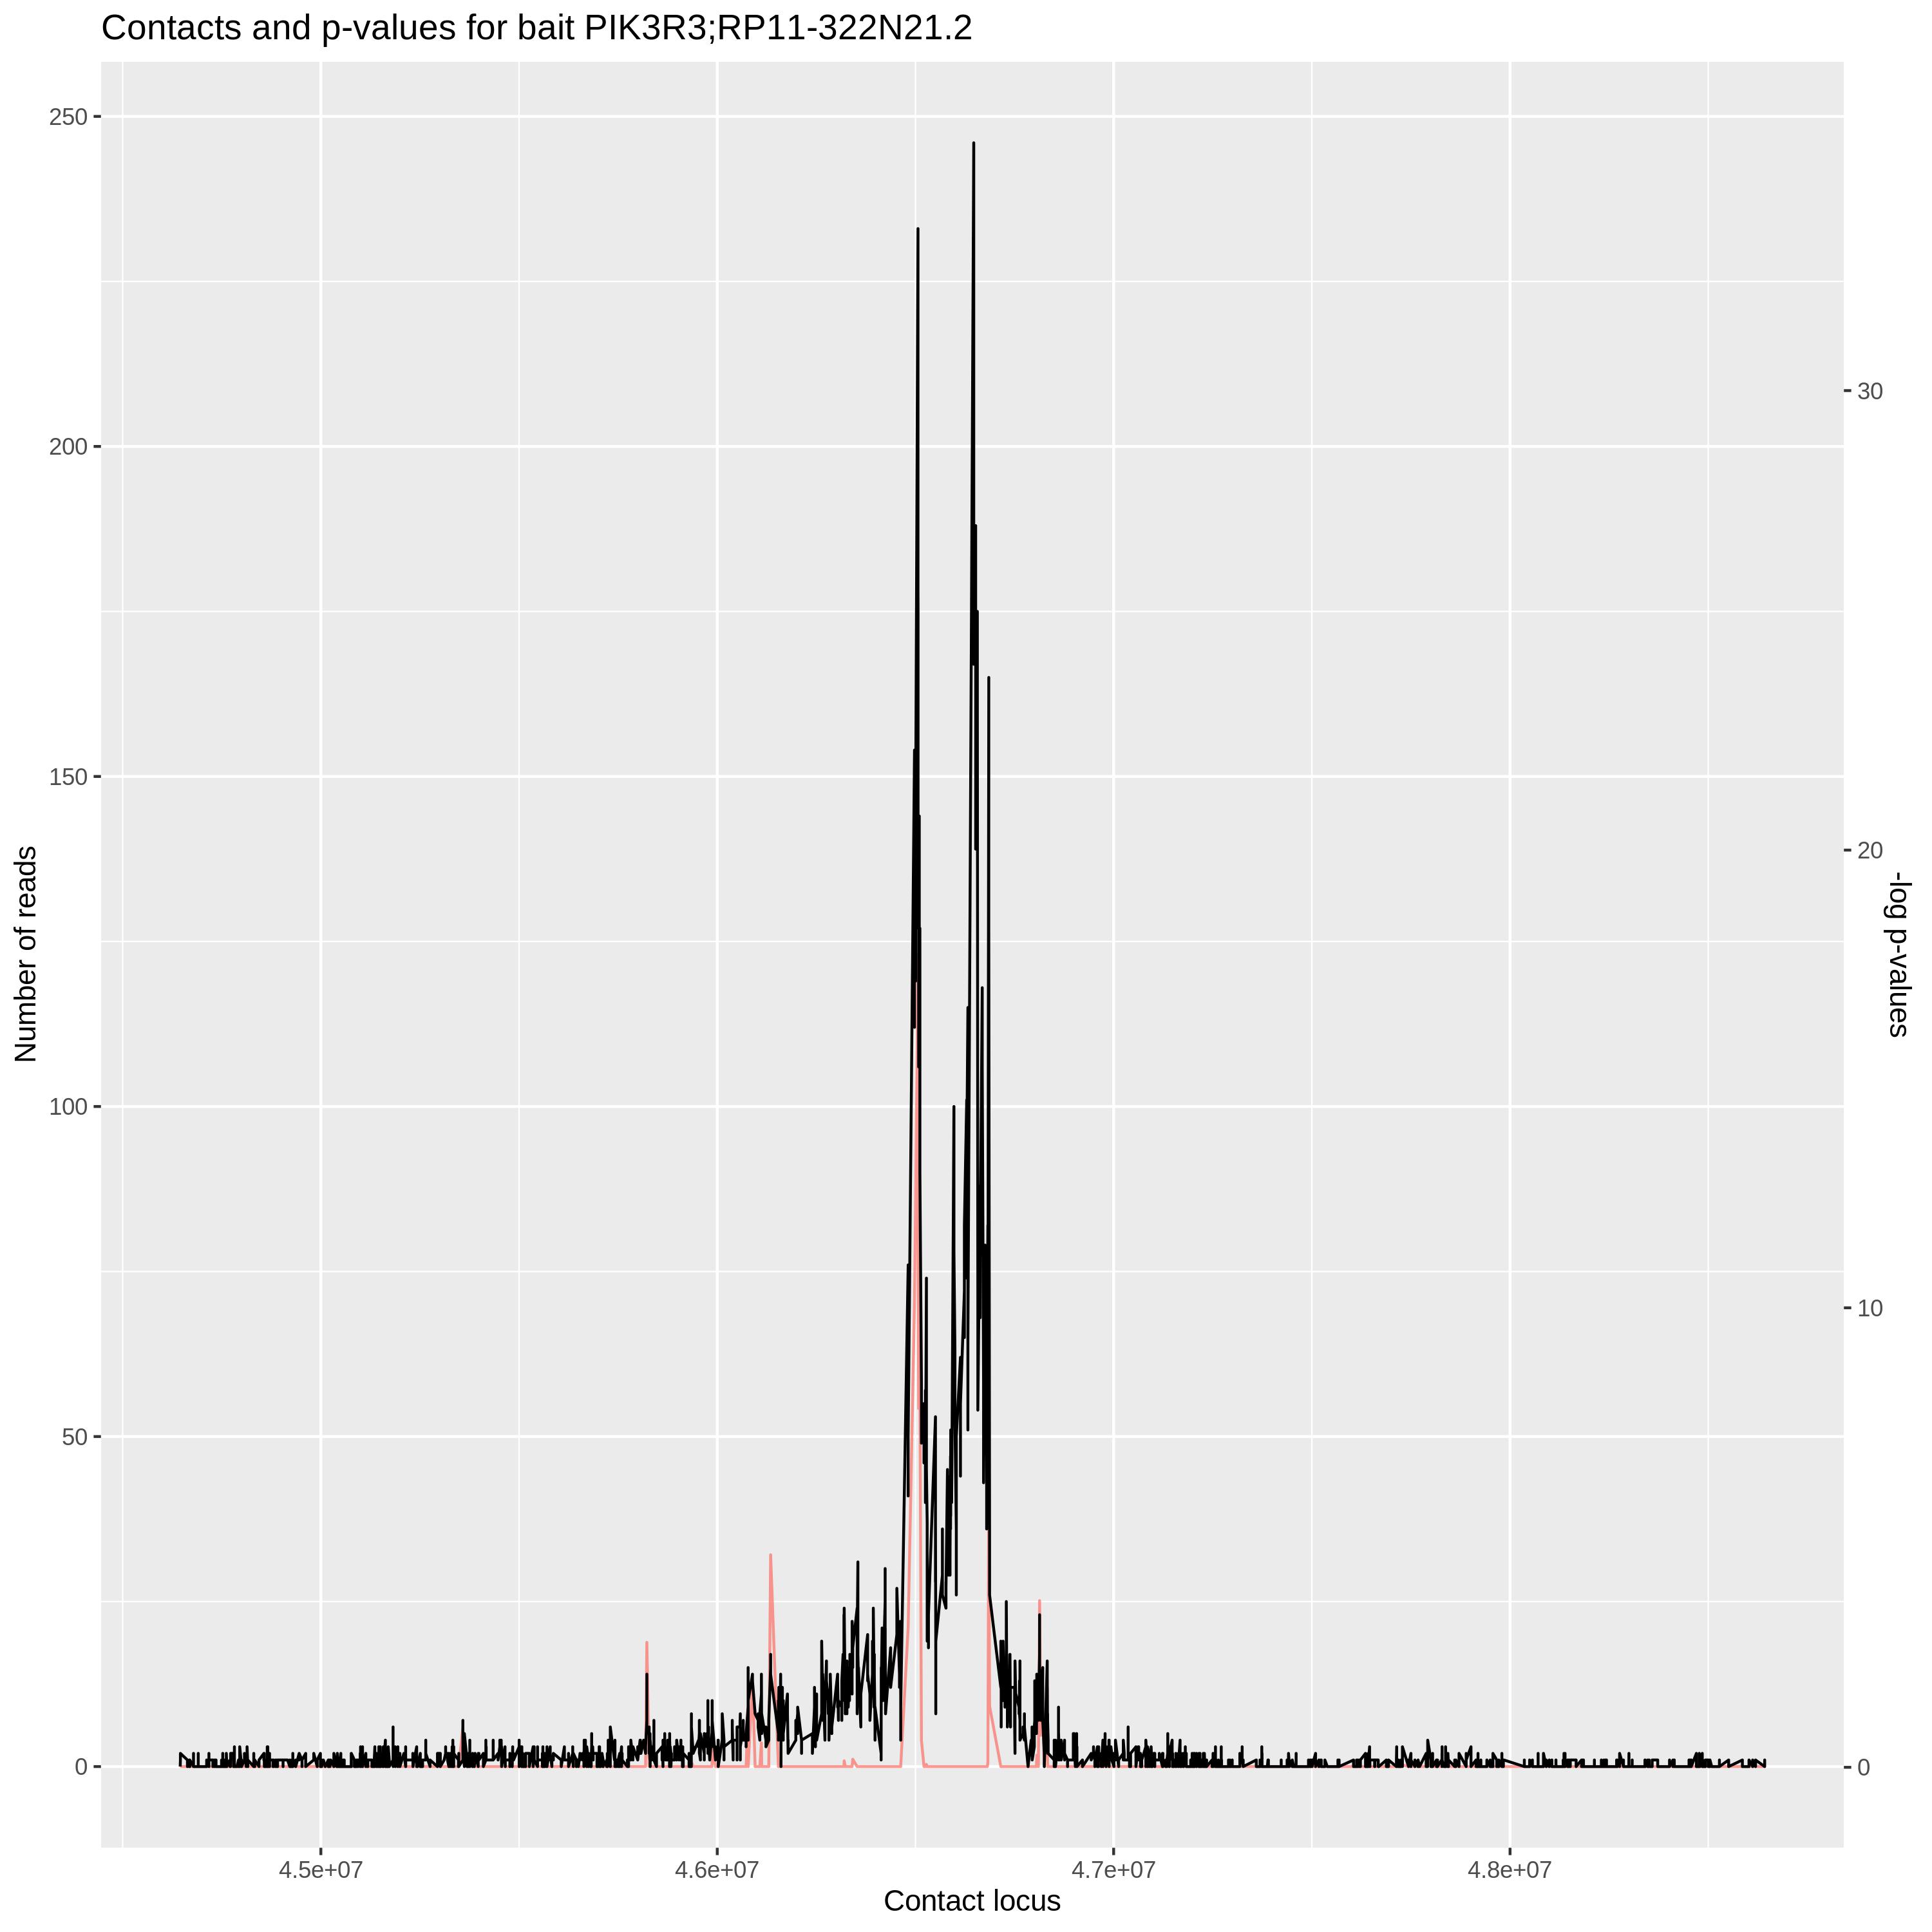 Contacts and p-values for bait PIK3R3;RP11-322N21.2
250
200
150
100
50
0
Number of reads
30
20
10
0
-log p-values
4.5e+07
4.6e+07
4.7e+07
4.8e+07
Contact locus